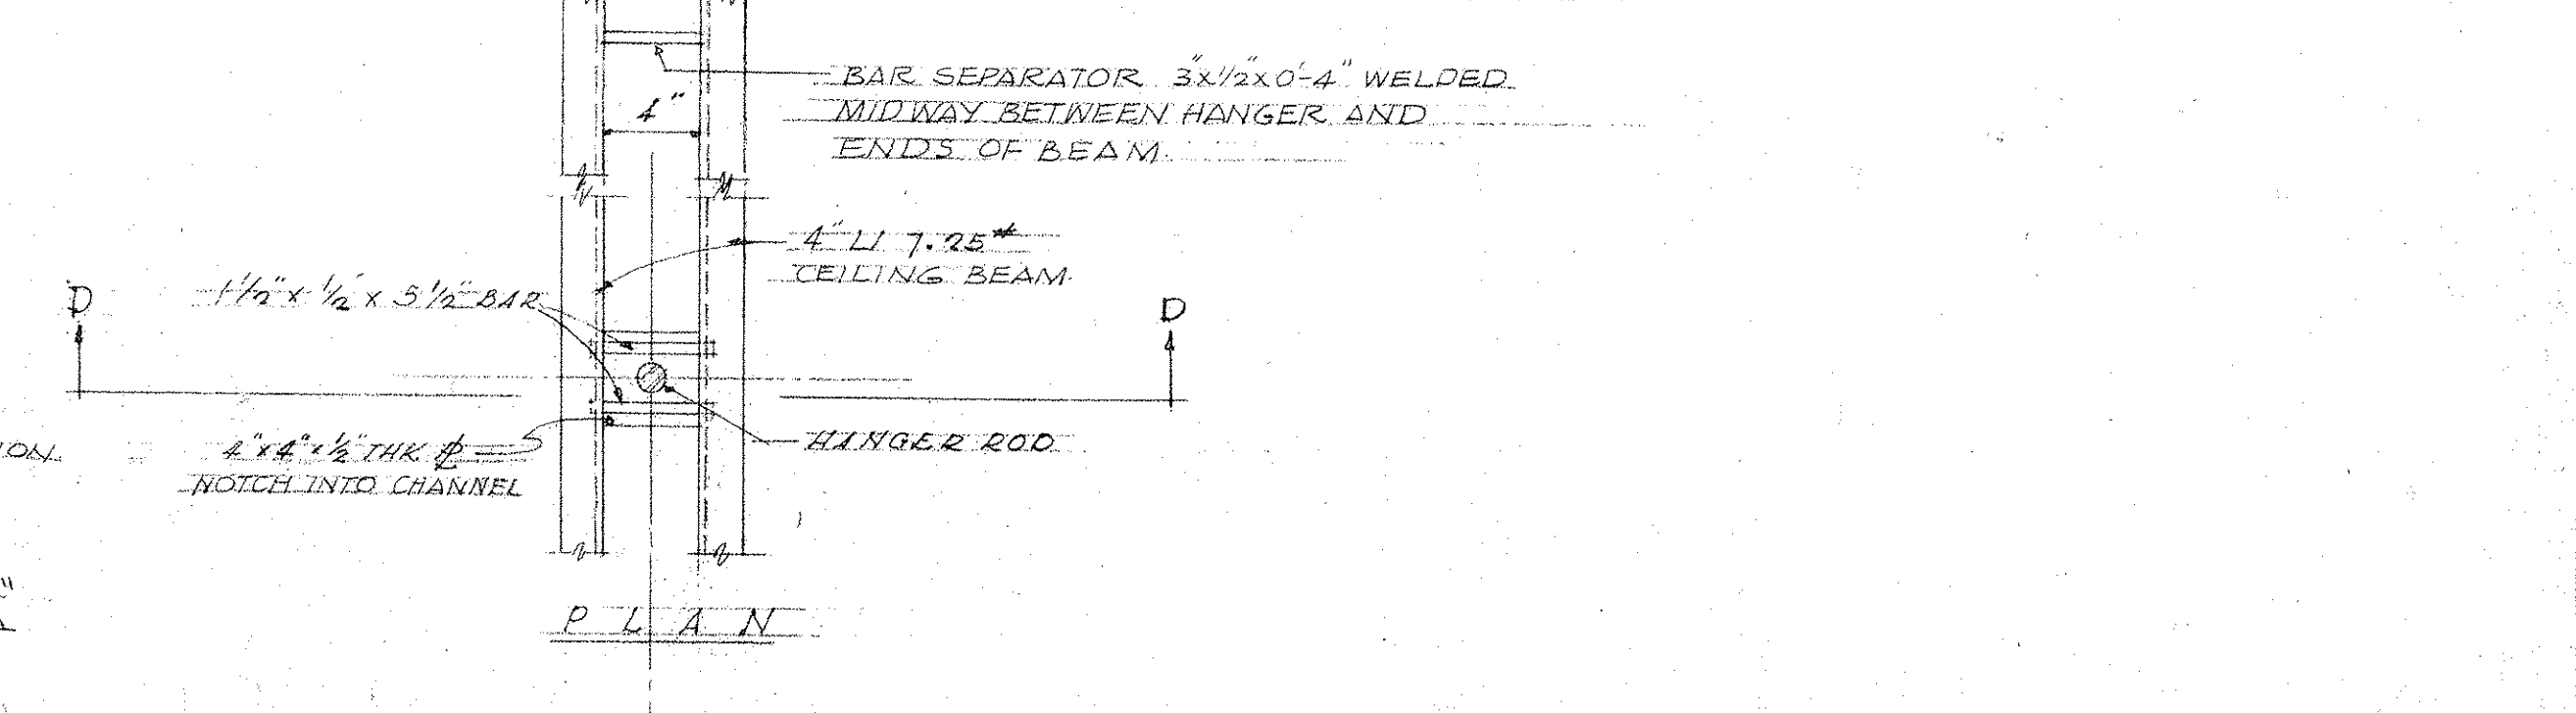 BAR SEPARATOR 3"x1/2"x0'-4" WELDED
MIDWAY BETWEEN HANGER AND
ENDS OF BEAM.
4"
4" LI 7.25#
CEILING BEAM.
1 1/2" x 1/2" x 5 1/2" BAR
D
D
HANGER ROD
ION
4"x4"x1/2" THK PL
NOTCH INTO CHANNEL
PLAN